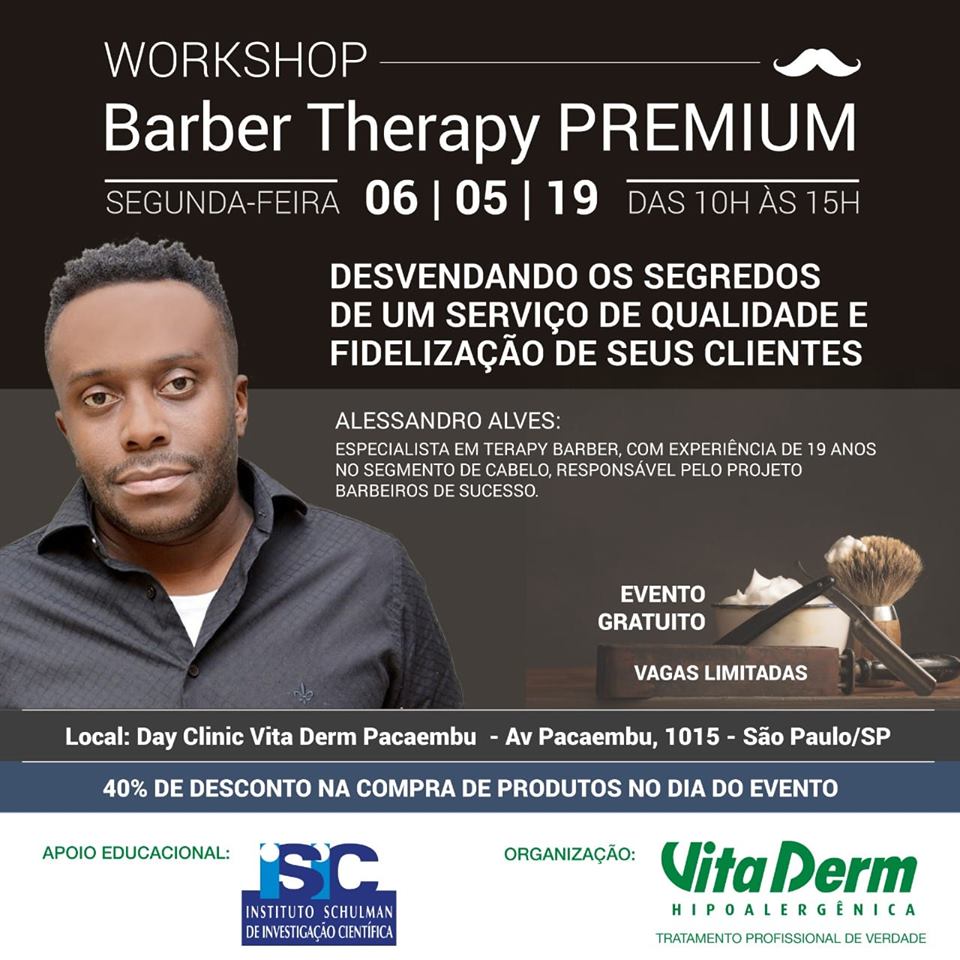 WORKSHOP
Barber Therapy PREMIUM
SEGUNDA-FEIRA 06 | 05 | 19 DAS 10H ÀS 15H
DESVENDANDO OS SEGREDOS
DE UM SERVIÇO DE QUALIDADE E
FIDELIZAÇÃO DE SEUS CLIENTES
ALESSANDRO ALVES:
ESPECIALISTA EM TERAPY BARBER, COM EXPERIÊNCIA DE 19 ANOS
NO SEGMENTO DE CABELO, RESPONSÁVEL PELO PROJETO
BARBEIROS DE SUCESSO.
EVENTO
GRATUITO
VAGAS LIMITADAS
Local: Day Clinic Vita Derm Pacaembu - Av Pacaembu, 1015 - São Paulo/SP
40% DE DESCONTO NA COMPRA DE PRODUTOS NO DIA DO EVENTO
APOIO EDUCACIONAL:
iSiC
INSTITUTO SCHULMAN
DE INVESTIGAÇÃO CIENTÍFICA
ORGANIZAÇÃO:
Vita Derm
HIPOALERGÊNICA
TRATAMENTO PROFISSIONAL DE VERDADE